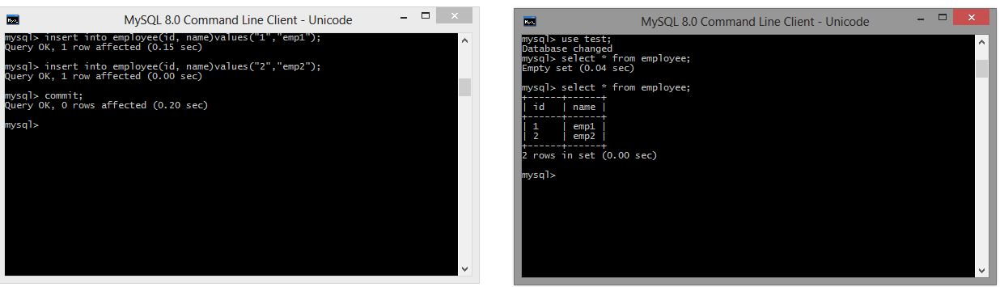 MySQL 8.0 Command Line Client - Unicode
mysql> insert into employee(id, name)values("1","emp1");
Query OK, 1 row affected (0.15 sec)
mysql> insert into employee(id, name)values("2","emp2");
Query OK, 1 row affected (0.00 sec)
mysql> commit;
Query OK, 0 rows affected (0.20 sec)
mysql>
MySQL 8.0 Command Line Client - Unicode
mysql> use test;
Database changed
mysql> select * from employee;
Empty set (0.04 sec)
mysql> select * from employee;
+------+------+
| id   | name |
+------+------+
| 1    | emp1 |
| 2    | emp2 |
+------+------+
2 rows in set (0.00 sec)
mysql>